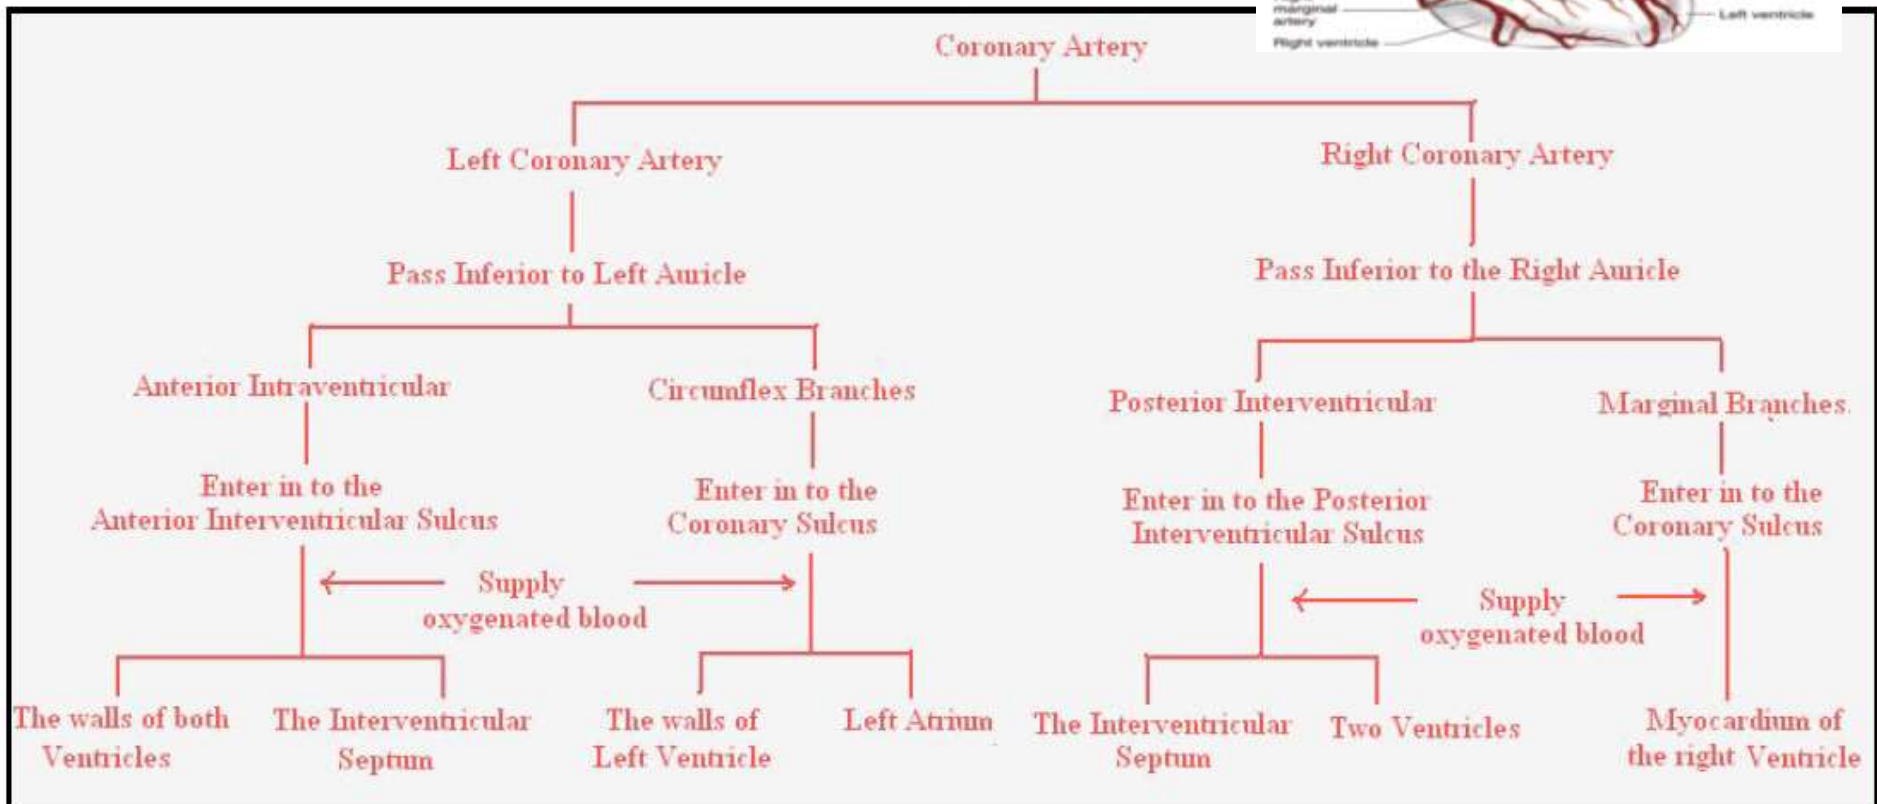 marginal
artery
Right ventricle
Left ventricle
Coronary Artery
Left Coronary Artery
Right Coronary Artery
Pass Inferior to Left Auricle
Pass Inferior to the Right Auricle
Anterior Intraventricular
Circumflex Branches
Posterior Interventricular
Marginal Branches.
Enter in to the
Anterior Interventricular Sulcus
Enter in to the
Coronary Sulcus
Enter in to the Posterior
Interventricular Sulcus
Enter in to the
Coronary Sulcus
Supply
oxygenated blood
Supply
oxygenated blood
The walls of both
Ventricles
The Interventricular
Septum
The walls of
Left Ventricle
Left Atrium
The Interventricular
Septum
Two Ventricles
Myocardium of
the right Ventricle